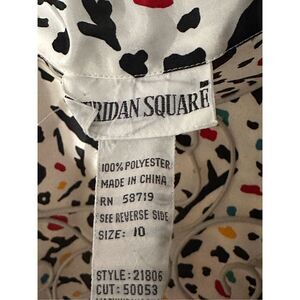 RIDAN SQUARE
100% POLYESTER
MADE IN CHINA
RN 58719
SEE REVERSE SIDE
SIZE: 10
STYLE: 21806
CUT: 50053